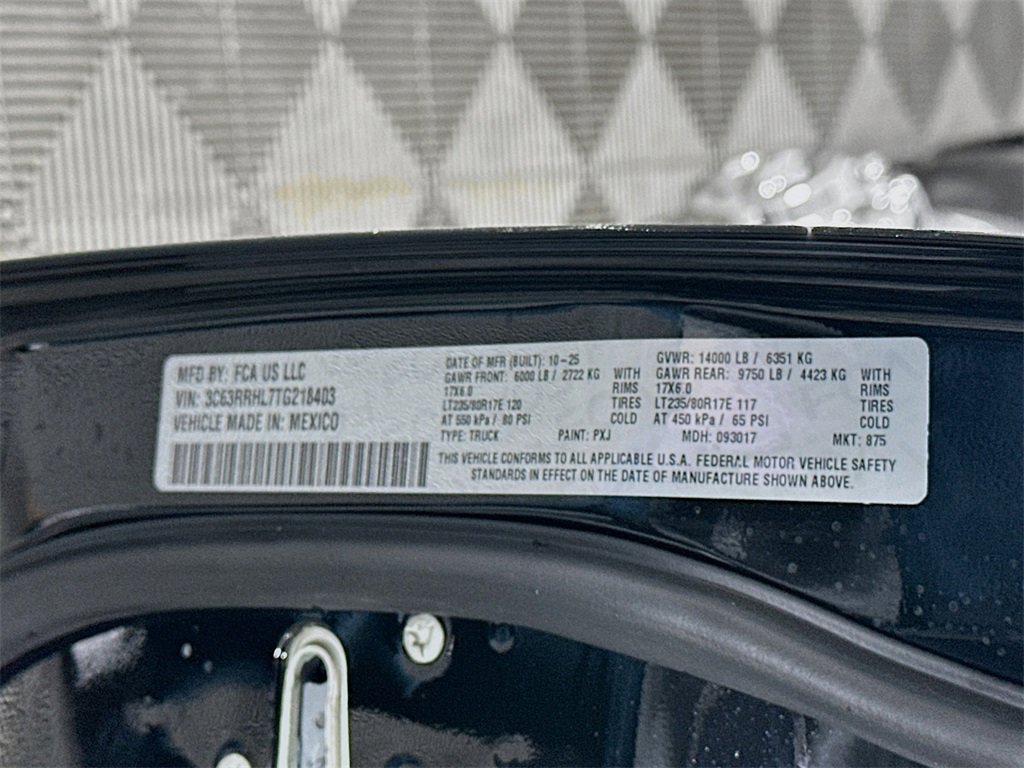 MFD BY: FCA US LLC
VIN: 3C63RRHL7TG218403
VEHICLE MADE IN: MEXICO
DATE OF MFR (BUILT): 10-25
GAWR FRONT: 6000 LB / 2722 KG WITH
17X6.0 RIMS
LT235/80R17E 120 TIRES
AT 550 kPa / 80 PSI COLD
TYPE: TRUCK PAINT: PXJ
GVWR: 14000 LB / 6351 KG
GAWR REAR: 9750 LB / 4423 KG WITH
17X6.0 RIMS
LT235/80R17E 117 TIRES
AT 450 kPa / 65 PSI COLD
MDH: 093017 MKT: 875
THIS VEHICLE CONFORMS TO ALL APPLICABLE U.S.A. FEDERAL MOTOR VEHICLE SAFETY
STANDARDS IN EFFECT ON THE DATE OF MANUFACTURE SHOWN ABOVE.